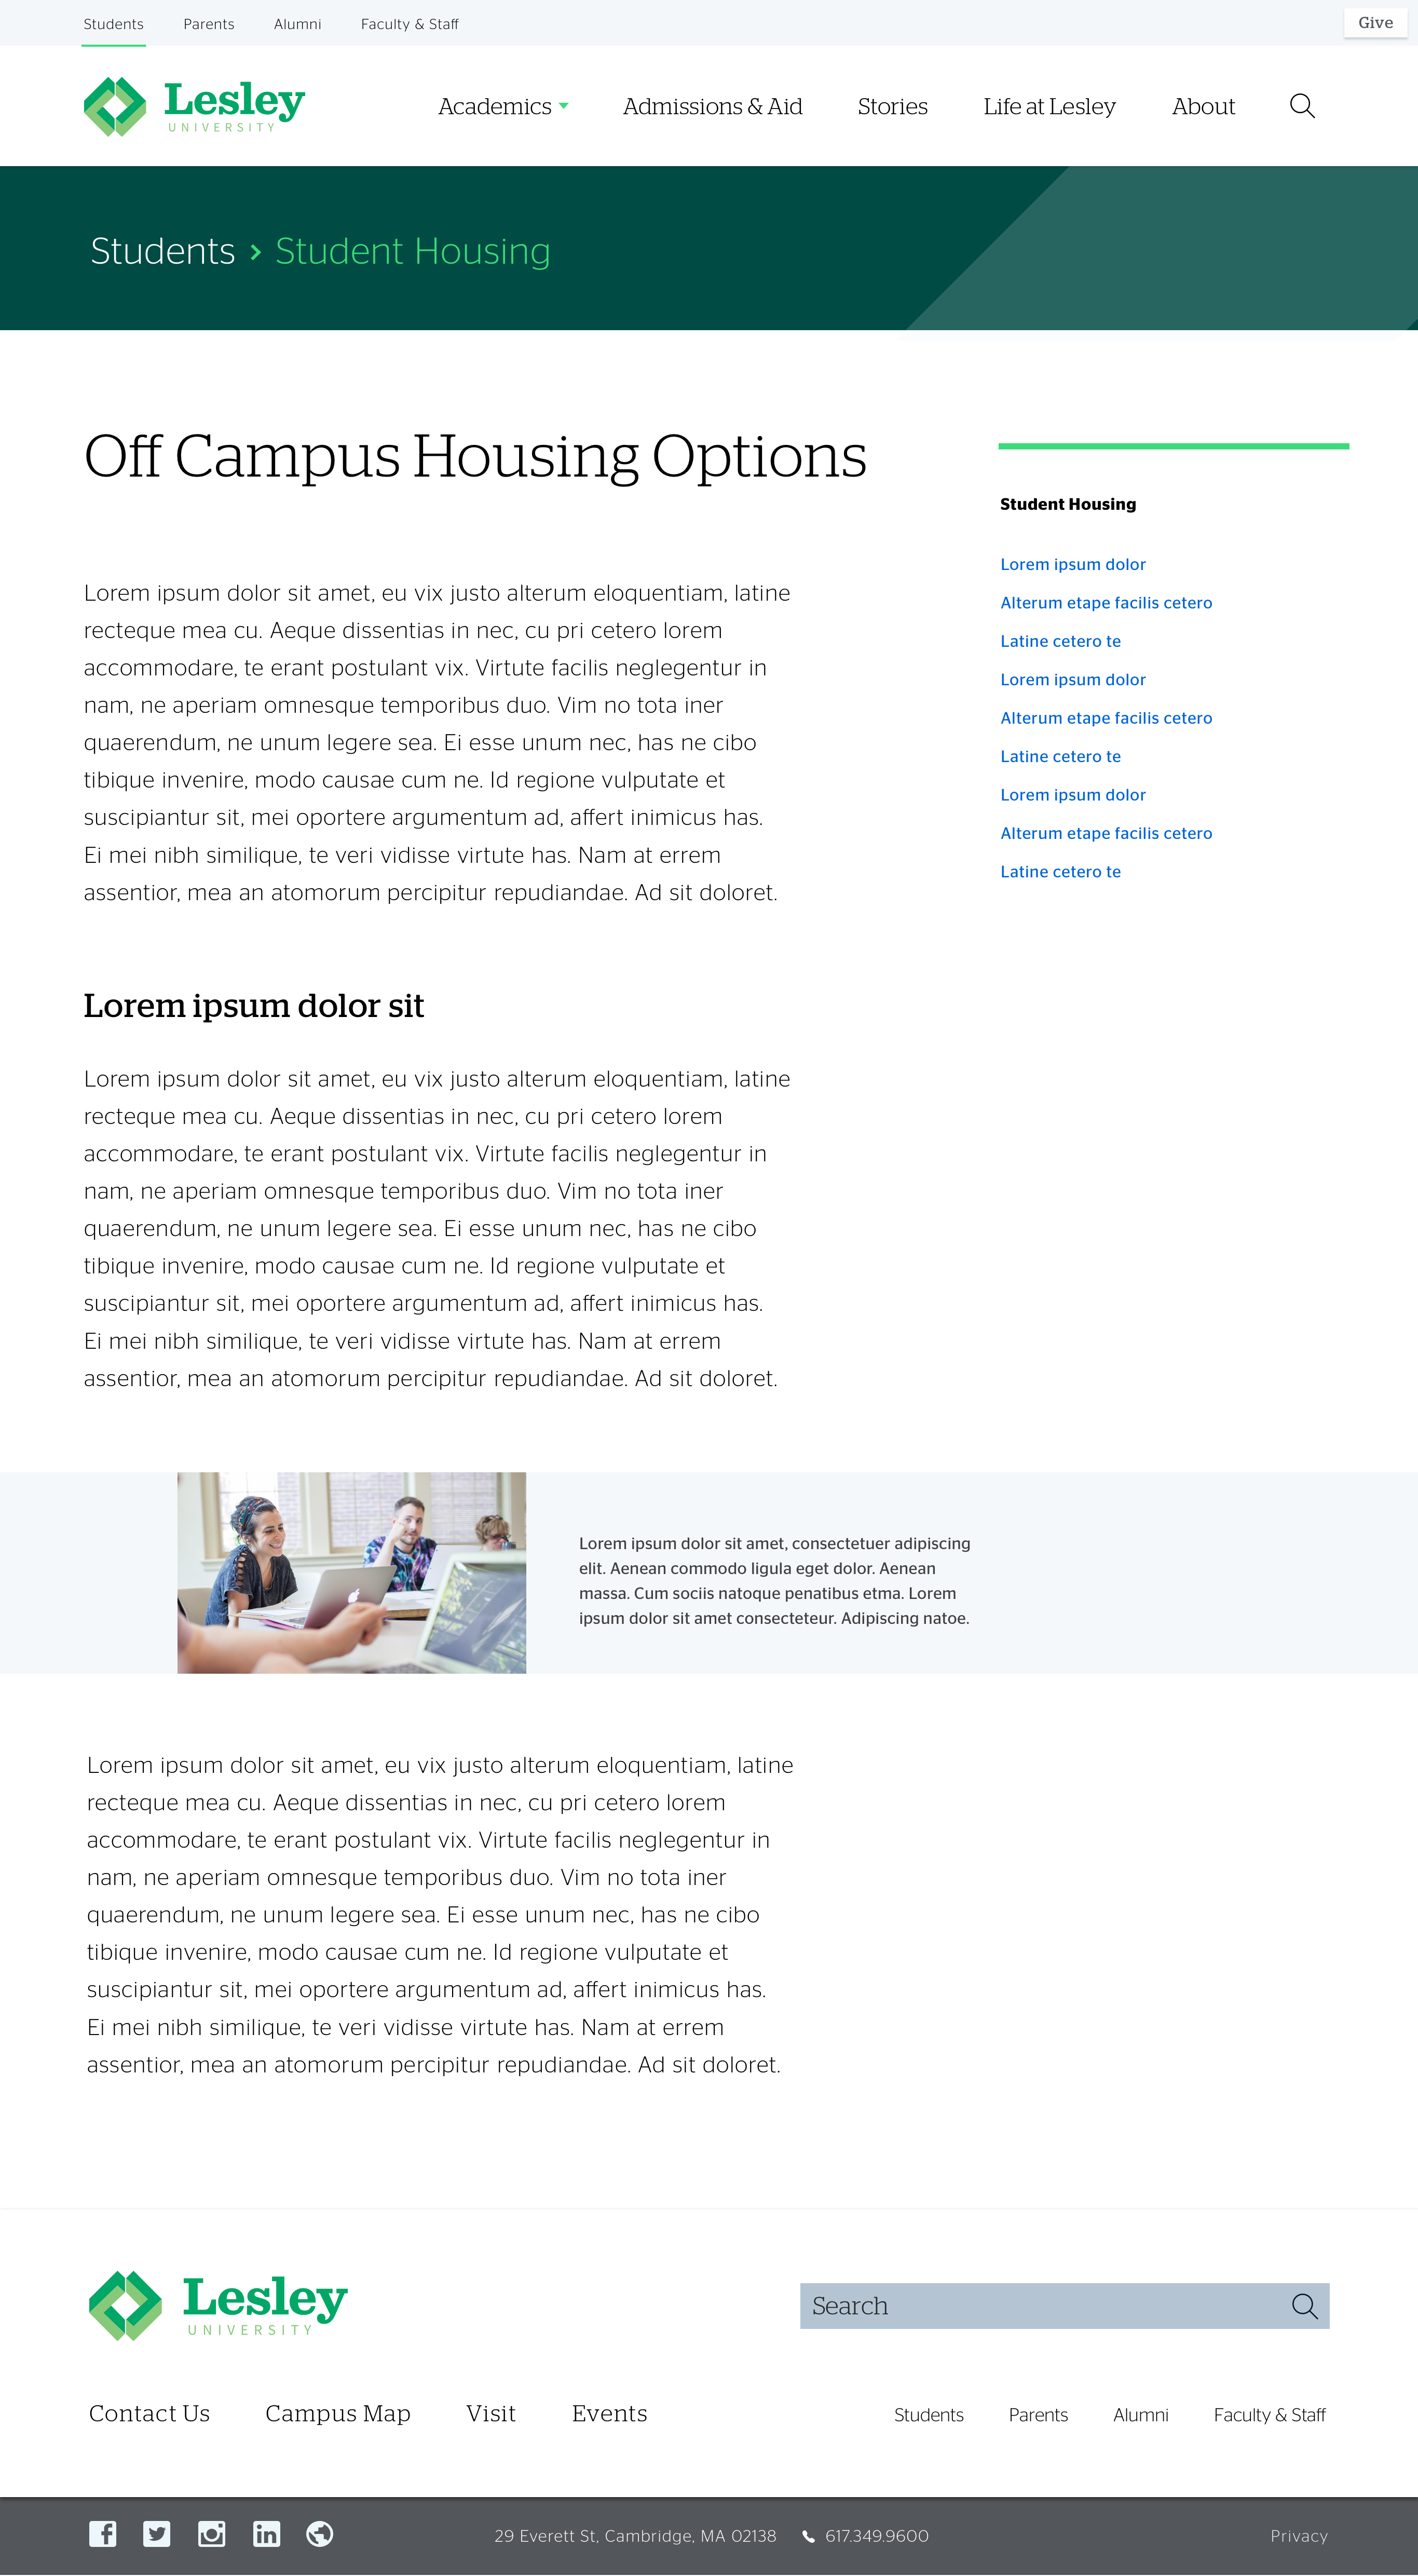 Students Parents Alumni Faculty & Staff Give
Lesley
UNIVERSITY
Academics Admissions & Aid Stories Life at Lesley About
Students › Student Housing
Off Campus Housing Options
Lorem ipsum dolor sit amet, eu vix justo alterum eloquentiam, latine
recteque mea cu. Aeque dissentias in nec, cu pri cetero lorem
accommodare, te erant postulant vix. Virtute facilis neglegentur in
nam, ne aperiam omnesque temporibus duo. Vim no tota iner
quaerendum, ne unum legere sea. Ei esse unum nec, has ne cibo
tibique invenire, modo causae cum ne. Id regione vulputate et
suscipiantur sit, mei oportere argumentum ad, affert inimicus has.
Ei mei nibh similique, te veri vidisse virtute has. Nam at errem
assentior, mea an atomorum percipitur repudiandae. Ad sit doloret.
Student Housing
Lorem ipsum dolor
Alterum etape facilis cetero
Latine cetero te
Lorem ipsum dolor
Alterum etape facilis cetero
Latine cetero te
Lorem ipsum dolor
Alterum etape facilis cetero
Latine cetero te
Lorem ipsum dolor sit
Lorem ipsum dolor sit amet, eu vix justo alterum eloquentiam, latine
recteque mea cu. Aeque dissentias in nec, cu pri cetero lorem
accommodare, te erant postulant vix. Virtute facilis neglegentur in
nam, ne aperiam omnesque temporibus duo. Vim no tota iner
quaerendum, ne unum legere sea. Ei esse unum nec, has ne cibo
tibique invenire, modo causae cum ne. Id regione vulputate et
suscipiantur sit, mei oportere argumentum ad, affert inimicus has.
Ei mei nibh similique, te veri vidisse virtute has. Nam at errem
assentior, mea an atomorum percipitur repudiandae. Ad sit doloret.
Lorem ipsum dolor sit amet, consectetuer adipiscing
elit. Aenean commodo ligula eget dolor. Aenean
massa. Cum sociis natoque penatibus etma. Lorem
ipsum dolor sit amet consecteteur. Adipiscing natoe.
Lorem ipsum dolor sit amet, eu vix justo alterum eloquentiam, latine
recteque mea cu. Aeque dissentias in nec, cu pri cetero lorem
accommodare, te erant postulant vix. Virtute facilis neglegentur in
nam, ne aperiam omnesque temporibus duo. Vim no tota iner
quaerendum, ne unum legere sea. Ei esse unum nec, has ne cibo
tibique invenire, modo causae cum ne. Id regione vulputate et
suscipiantur sit, mei oportere argumentum ad, affert inimicus has.
Ei mei nibh similique, te veri vidisse virtute has. Nam at errem
assentior, mea an atomorum percipitur repudiandae. Ad sit doloret.
Lesley
UNIVERSITY
Search
Contact Us Campus Map Visit Events
Students Parents Alumni Faculty & Staff
29 Everett St, Cambridge, MA 02138 617.349.9600 Privacy